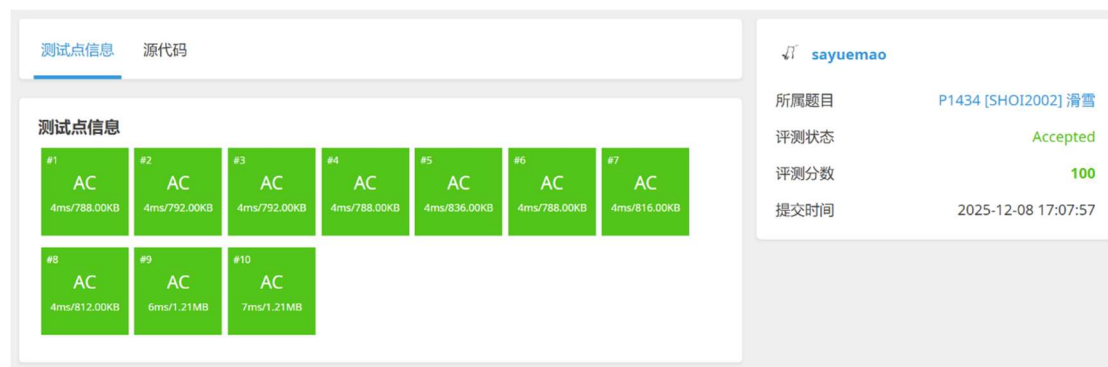 测试点信息 源代码
测试点信息
#1 #2 #3 #4 #5 #6 #7
AC AC AC AC AC AC AC
4ms/788.00KB 4ms/792.00KB 4ms/792.00KB 4ms/788.00KB 4ms/836.00KB 4ms/788.00KB 4ms/816.00KB
#8 #9 #10
AC AC AC
4ms/812.00KB 6ms/1.21MB 7ms/1.21MB
sayuemao
所属题目 P1434 [SHOI2002] 滑雪
评测状态 Accepted
评测分数 100
提交时间 2025-12-08 17:07:57